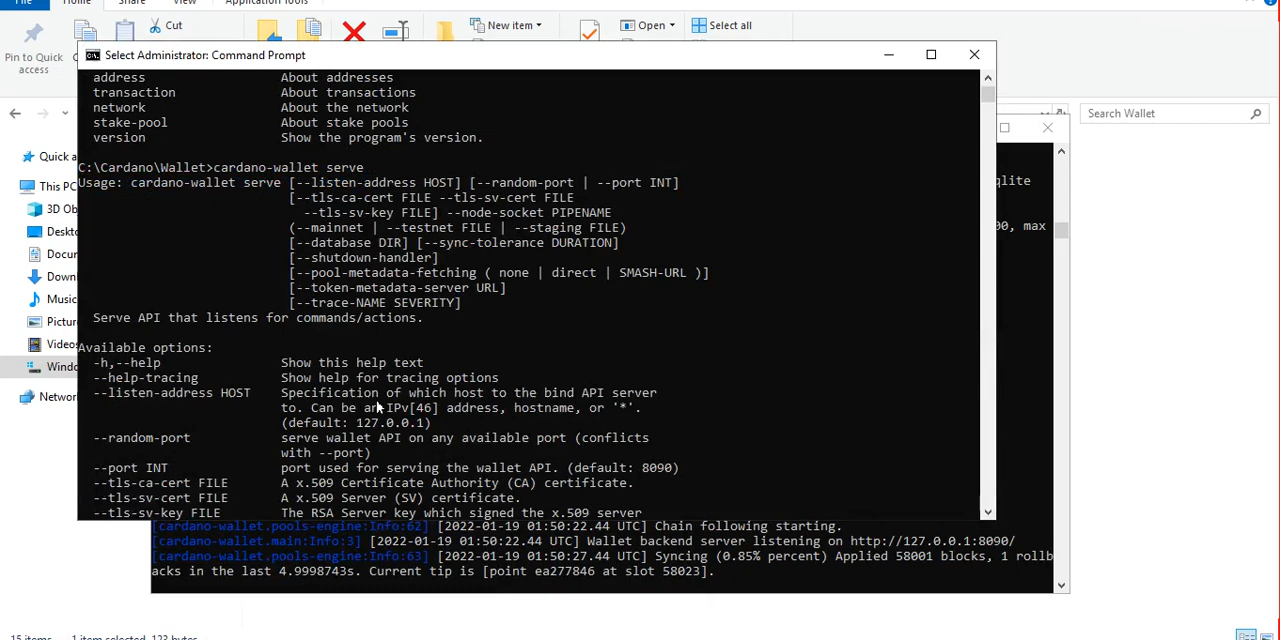 File
Home
Share
View
Application Tools
Pin to Quick
access
Cut
New item
Open
Select all
Search Wallet
Quick a
This PC
3D Ob
Deskto
Docum
Downl
Music
Picture
Videos
Windo
Network
Select Administrator: Command Prompt
address About addresses
transaction About transactions
network About the network
stake-pool About stake pools
version Show the program's version.
C:\Cardano\Wallet>cardano-wallet serve
Usage: cardano-wallet serve [--listen-address HOST] [--random-port | --port INT]
[--tls-ca-cert FILE --tls-sv-cert FILE
--tls-sv-key FILE] --node-socket PIPENAME
(--mainnet | --testnet FILE | --staging FILE)
[--database DIR] [--sync-tolerance DURATION]
[--shutdown-handler]
[--pool-metadata-fetching ( none | direct | SMASH-URL )]
[--token-metadata-server URL]
[--trace-NAME SEVERITY]
Serve API that listens for commands/actions.
Available options:
-h,--help Show this help text
--help-tracing Show help for tracing options
--listen-address HOST Specification of which host to the bind API server
to. Can be an IPv[46] address, hostname, or '*'.
(default: 127.0.0.1)
--random-port serve wallet API on any available port (conflicts
with --port)
--port INT port used for serving the wallet API. (default: 8090)
--tls-ca-cert FILE A x.509 Certificate Authority (CA) certificate.
--tls-sv-cert FILE A x.509 Server (SV) certificate.
--tls-sv-key FILE The RSA Server key which signed the x.509 server
qlite
00, max
[cardano-wallet.pools-engine:Info:62] [2022-01-19 01:50:22.44 UTC] Chain following starting.
[cardano-wallet.main:Info:3] [2022-01-19 01:50:22.44 UTC] Wallet backend server listening on http://127.0.0.1:8090/
[cardano-wallet.pools-engine:Info:63] [2022-01-19 01:50:27.44 UTC] Syncing (0.85% percent) Applied 58001 blocks, 1 rollb
acks in the last 4.9998743s. Current tip is [point ea277846 at slot 58023].
15 items
1 item selected, 123 bytes